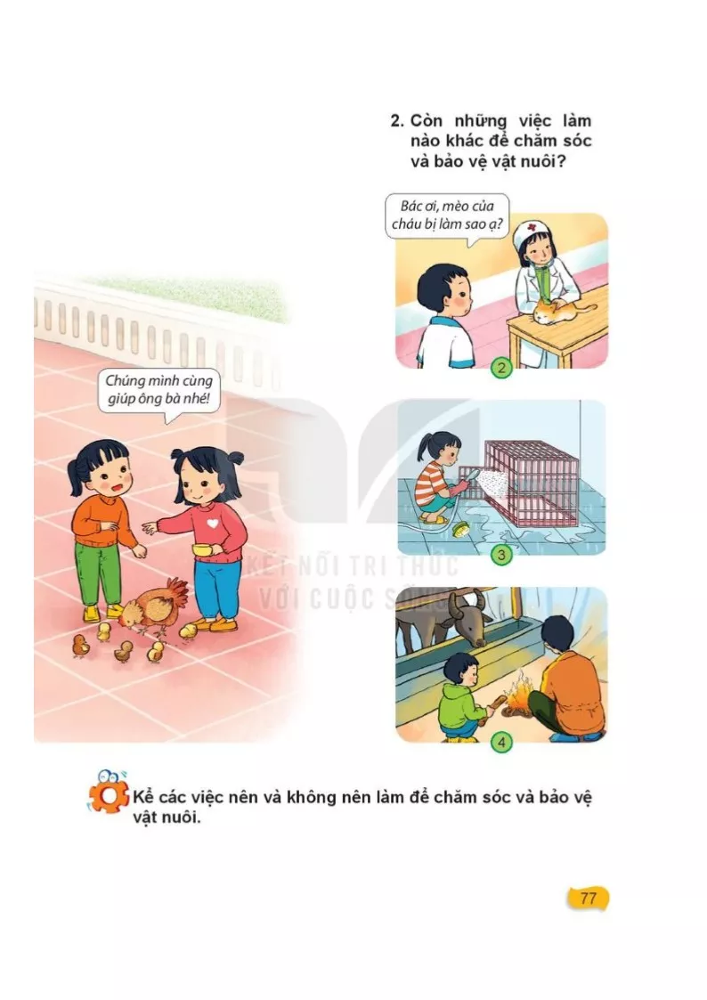 2. Còn những việc làm
nào khác để chăm sóc
và bảo vệ vật nuôi?
Bác ơi, mèo của
cháu bị làm sao ạ?
2
Chúng mình cùng
giúp ông bà nhé!
3
KẾT NỐI TRI THỨC
VỚI CUỘC SỐNG
4
Kể các việc nên và không nên làm để chăm sóc và bảo vệ
vật nuôi.
77